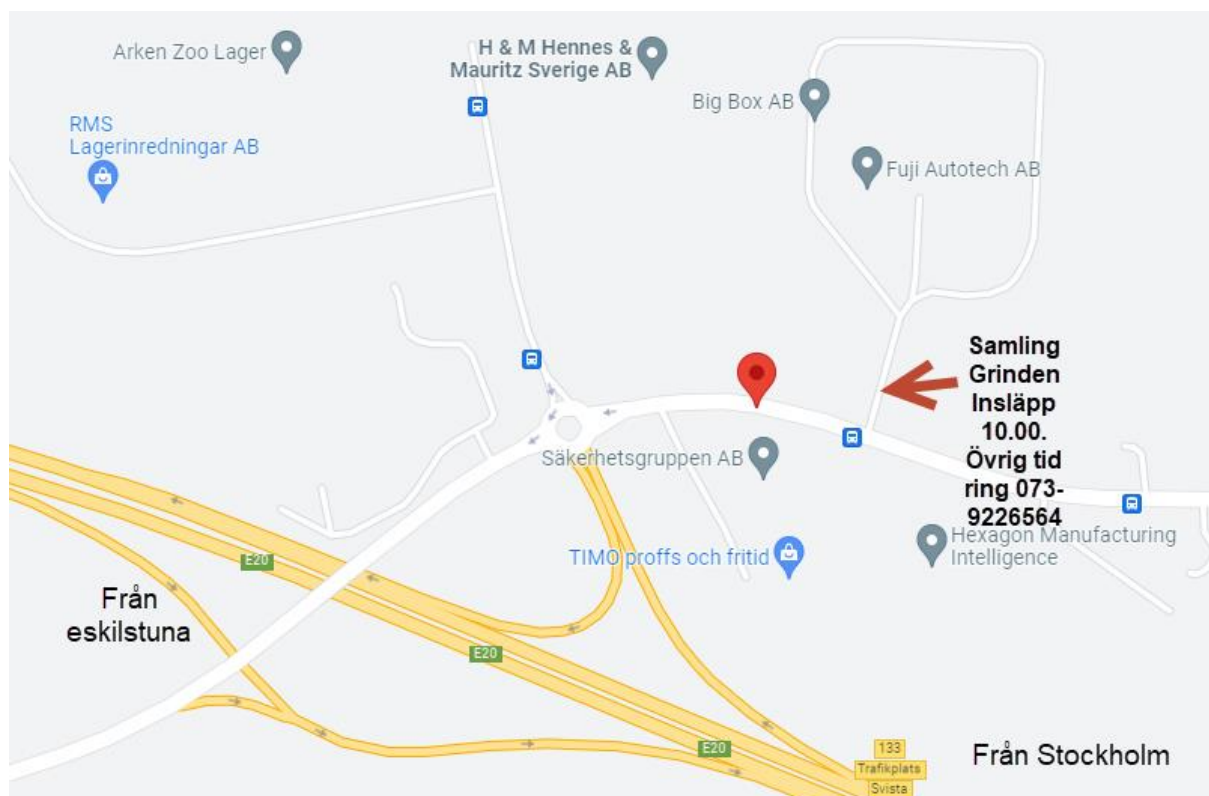 Arken Zoo Lager
H & M Hennes &
Mauritz Sverige AB
Big Box AB
RMS
Lagerinredningar AB
Fuji Autotech AB
Samling
Grinden
Insläpp
10.00.
Övrig tid
ring 073-
9226564
Säkerhetsgruppen AB
Hexagon Manufacturing
Intelligence
TIMO proffs och fritid
E20
Från
eskilstuna
E20
E20
133
Trafikplats
Svista
Från Stockholm